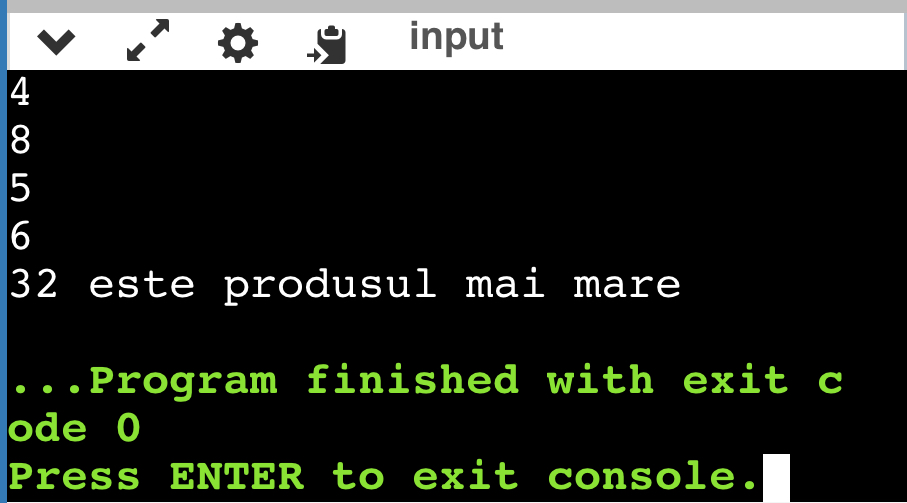 input
4
8
5
6
32 este produsul mai mare
...Program finished with exit c
ode 0
Press ENTER to exit console.